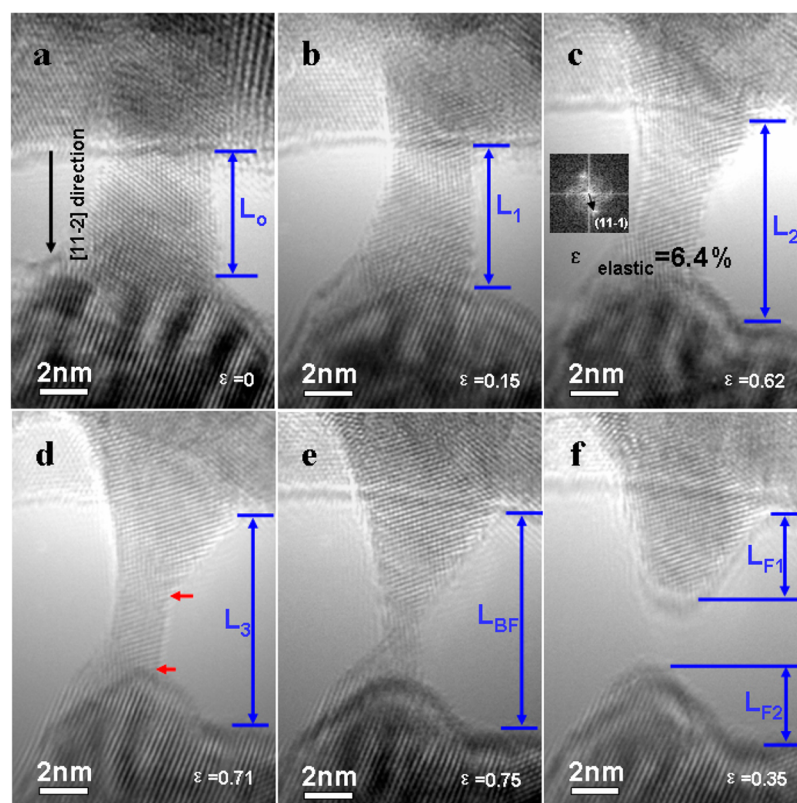 a
[11-2] direction
Lo
2nm
ε=0
b
L1
2nm
ε=0.15
c
(11-1)
L2
ε elastic=6.4%
2nm
ε=0.62
d
L3
2nm
ε=0.71
e
LBF
2nm
ε=0.75
f
LF1
LF2
2nm
ε=0.35